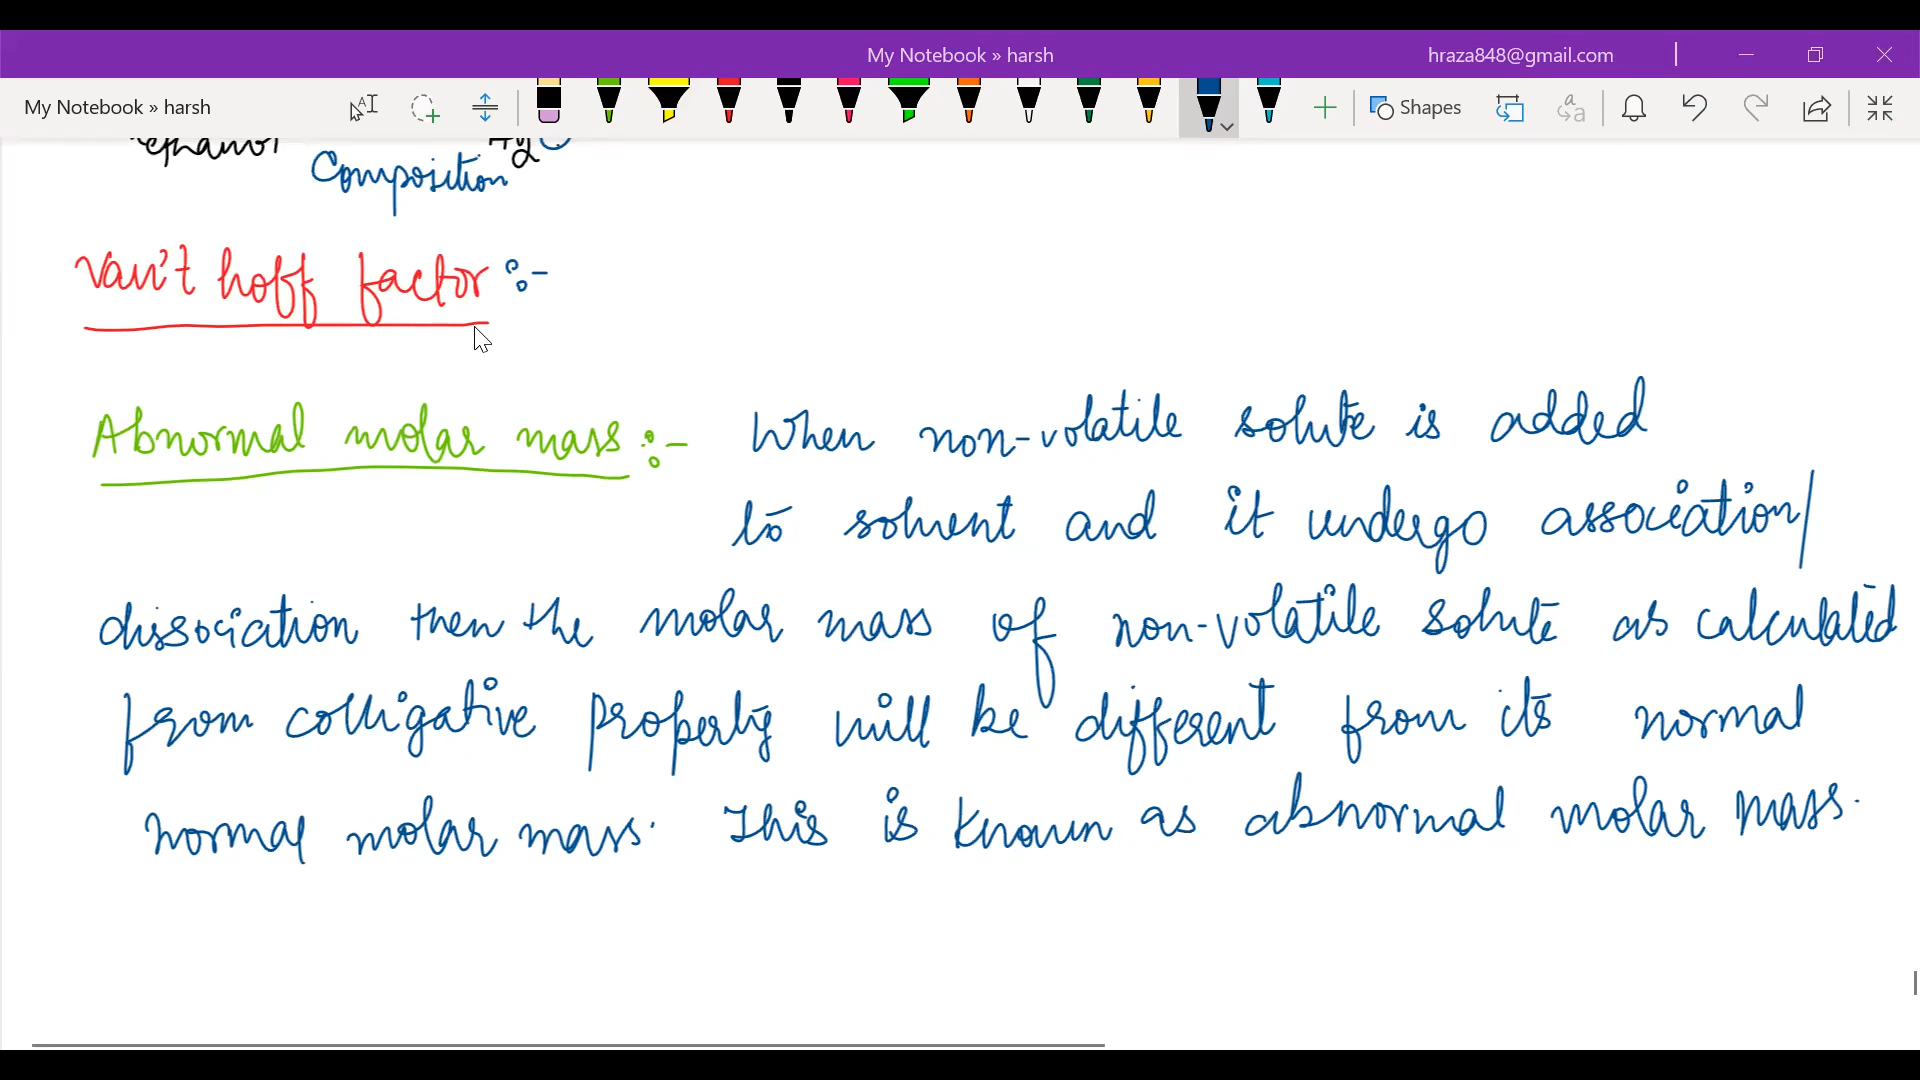 My Notebook » harsh
hraza848@gmail.com
My Notebook » harsh
Shapes
Composition
Van't hoff factor :-
Abnormal molar mass :- When non-volatile solute is added
to solvent and it undergo association/
dissociation then the molar mass of non-volatile solute as calculated
from colligative property will be different from its normal
normal molar mass. This is known as abnormal molar mass.